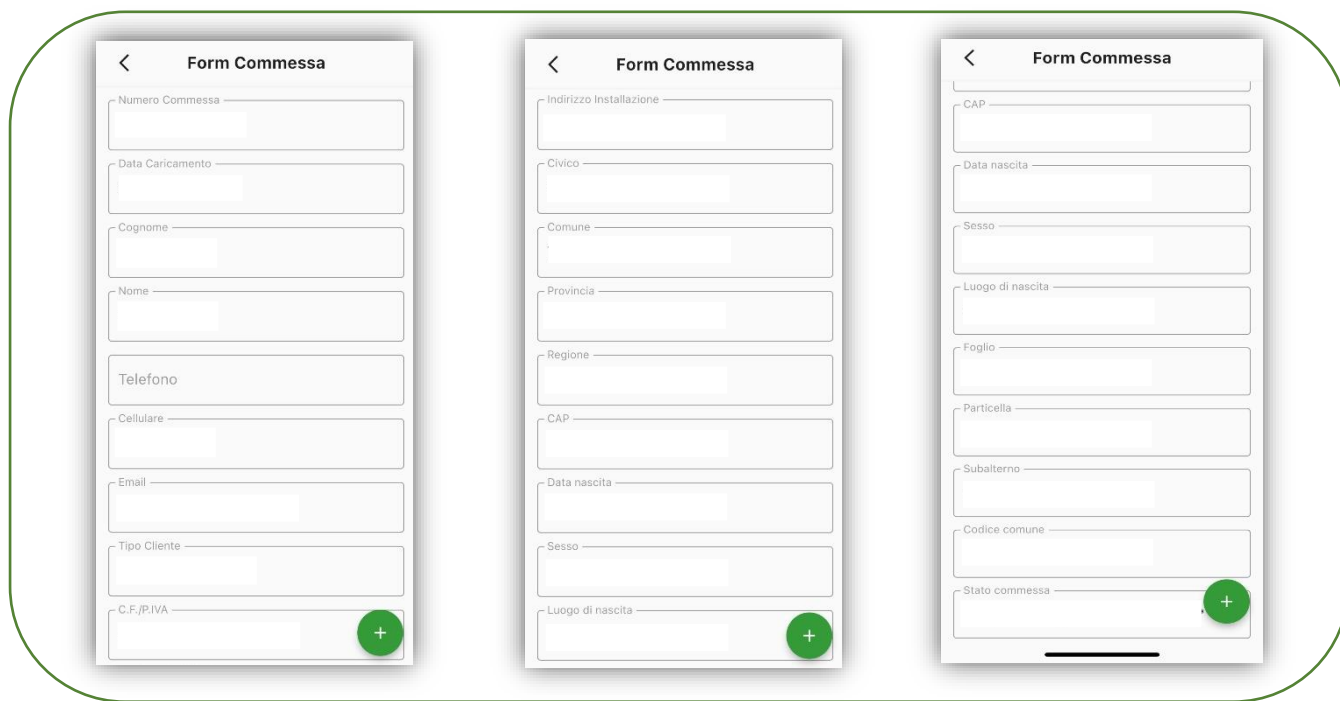 Form Commessa
Numero Commessa
Data Caricamento
Cognome
Nome
Telefono
Cellulare
Email
Tipo Cliente
C.F./P.IVA
+
Form Commessa
Indirizzo Installazione
Civico
Comune
Provincia
Regione
CAP
Data nascita
Sesso
Luogo di nascita
+
Form Commessa
CAP
Data nascita
Sesso
Luogo di nascita
Foglio
Particella
Subalterno
Codice comune
Stato commessa
+